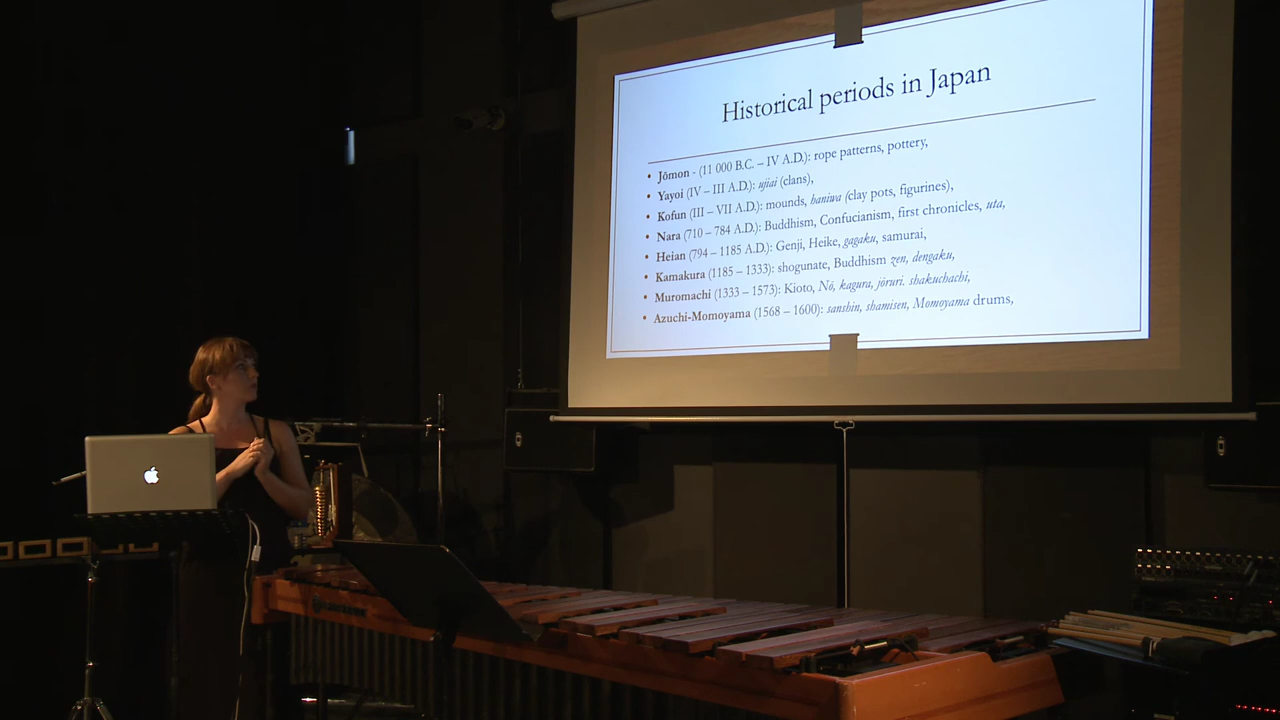 Historical periods in Japan
• Jōmon - (11 000 B.C. – IV A.D.): rope patterns, pottery,
• Yayoi (IV – III A.D.): ujiai (clans),
• Kofun (III – VII A.D.): mounds, haniwa (clay pots, figurines),
• Nara (710 – 784 A.D.): Buddhism, Confucianism, first chronicles, uta,
• Heian (794 – 1185 A.D.): Genji, Heike, gagaku, samurai,
• Kamakura (1185 – 1333): shogunate, Buddhism zen, dengaku,
• Muromachi (1333 – 1573): Kioto, Nō, kagura, jōruri. shakuchachi,
• Azuchi-Momoyama (1568 – 1600): sanshin, shamisen, Momoyama drums,